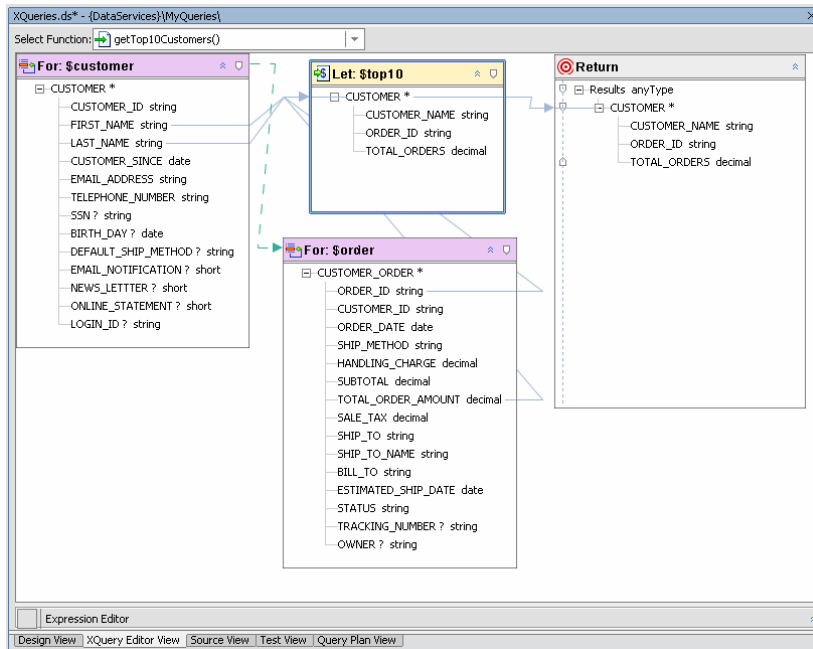 XQueries.ds* - {DataServices}\MyQueries\
Select Function: getTop10Customers()
For: $customer
CUSTOMER *
CUSTOMER_ID string
FIRST_NAME string
LAST_NAME string
CUSTOMER_SINCE date
EMAIL_ADDRESS string
TELEPHONE_NUMBER string
SSN ? string
BIRTH_DAY ? date
DEFAULT_SHIP_METHOD ? string
EMAIL_NOTIFICATION ? short
NEWS_LETTTER ? short
ONLINE_STATEMENT ? short
LOGIN_ID ? string
Let: $top10
CUSTOMER *
CUSTOMER_NAME string
ORDER_ID string
TOTAL_ORDERS decimal
Return
Results anyType
CUSTOMER *
CUSTOMER_NAME string
ORDER_ID string
TOTAL_ORDERS decimal
For: $order
CUSTOMER_ORDER *
ORDER_ID string
CUSTOMER_ID string
ORDER_DATE date
SHIP_METHOD string
HANDLING_CHARGE decimal
SUBTOTAL decimal
TOTAL_ORDER_AMOUNT decimal
SALE_TAX decimal
SHIP_TO string
SHIP_TO_NAME string
BILL_TO string
ESTIMATED_SHIP_DATE date
STATUS string
TRACKING_NUMBER ? string
OWNER ? string
Expression Editor
Design View XQuery Editor View Source View Test View Query Plan View